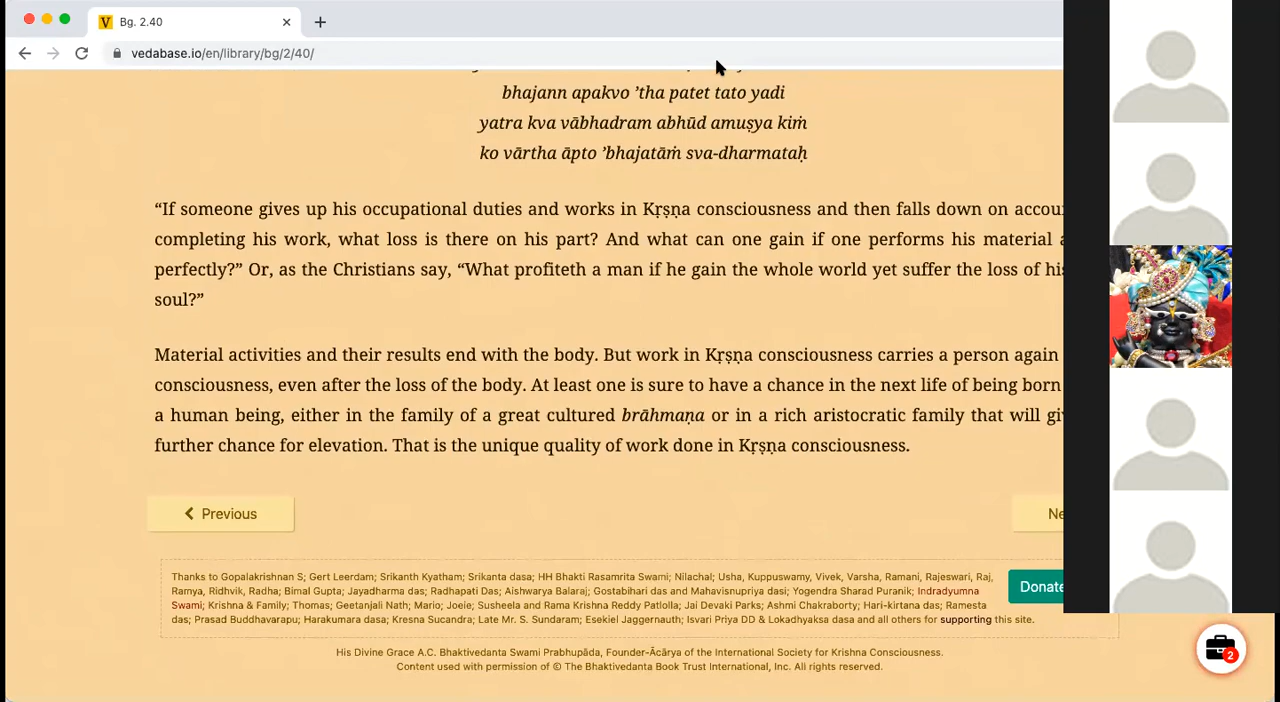 V Bg. 2.40
vedabase.io/en/library/bg/2/40/
bhajann apakvo ’tha patet tato yadi
yatra kva vābhadram abhūd amuṣya kiṁ
ko vārtha āpto ’bhajatāṁ sva-dharmataḥ
“If someone gives up his occupational duties and works in Kṛṣṇa consciousness and then falls down on
completing his work, what loss is there on his part? And what can one gain if one performs his material
perfectly?” Or, as the Christians say, “What profiteth a man if he gain the whole world yet suffer the loss of
soul?”
Material activities and their results end with the body. But work in Kṛṣṇa consciousness carries a person again
consciousness, even after the loss of the body. At least one is sure to have a chance in the next life of being born
a human being, either in the family of a great cultured brāhmaṇa or in a rich aristocratic family that will
further chance for elevation. That is the unique quality of work done in Kṛṣṇa consciousness.
Previous
Thanks to Gopalakrishnan S; Gert Leerdam; Srikanth Kyatham; Srikanta dasa; HH Bhakti Rasamrita Swami; Nilachal; Usha, Kuppuswamy, Vivek, Varsha, Ramani, Rajeswari, Raj,
Ramya, Ridhvik, Radha; Bimal Gupta; Jayadharma das; Radhapati Das; Aishwarya Balaraj; Gostabihari das and Mahavisnupriya dasi; Yogendra Sharad Puranik; Indradyumna
Swami; Krishna & Family; Thomas; Geetanjali Nath; Mario; Joeie; Susheela and Rama Krishna Reddy Patlolla; Jai Devaki Parks; Ashmi Chakraborty; Hari-kirtana das; Ramesta
das; Prasad Buddhavarapu; Harakumara dasa; Kresna Sucandra; Late Mr. S. Sundaram; Esekiel Jaggernauth; Isvari Priya DD & Lokadhyaksa dasa and all others for supporting this site.
Donate
His Divine Grace A.C. Bhaktivedanta Swami Prabhupāda, Founder-Ācārya of the International Society for Krishna Consciousness.
Content used with permission of © The Bhaktivedanta Book Trust International, Inc. All rights reserved.
2